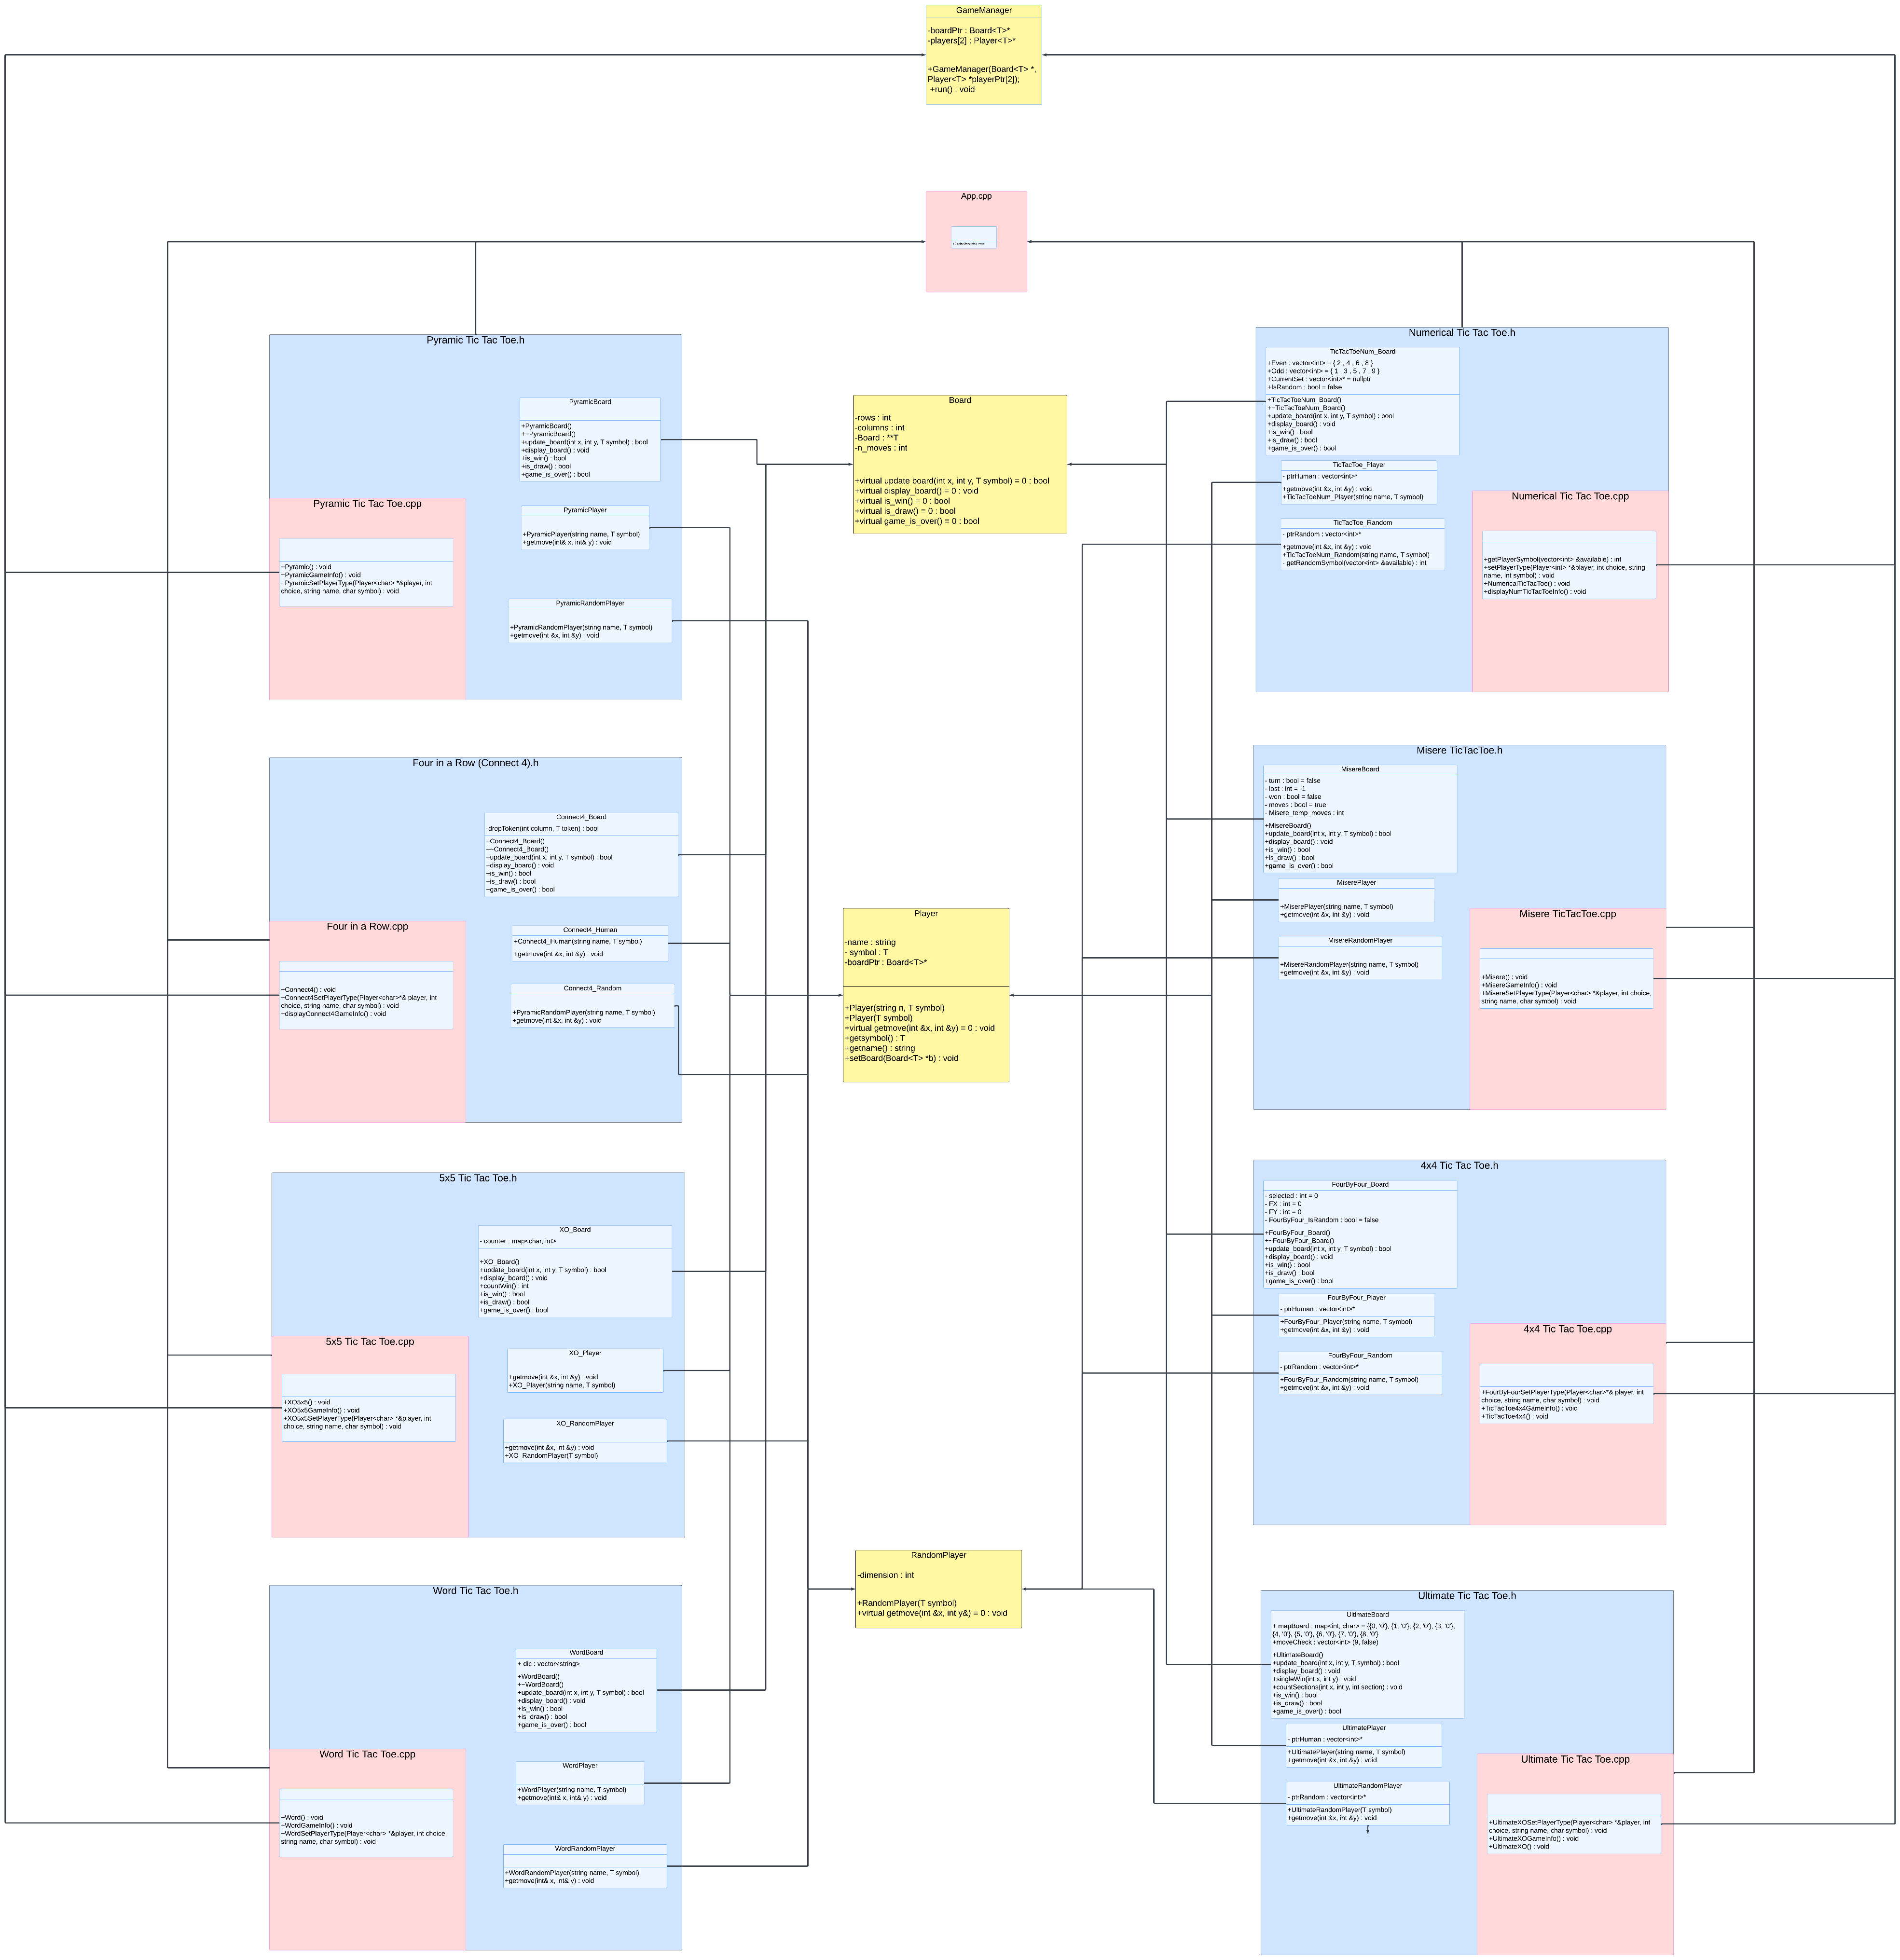 GameManager
-boardPtr : Board<T>*
-players[2] : Player<T>*
+GameManager(Board<T> *,
Player<T> *playerPtr[2]);
+run() : void
App.cpp
Pyramic Tic Tac Toe.h
PyramicBoard
+PyramicBoard()
+~PyramicBoard()
+update_board(int x, int y, T symbol) : bool
+display_board() : void
+is_win() : bool
+is_draw() : bool
+game_is_over() : bool
PyramicPlayer
+PyramicPlayer(string name, T symbol)
+getmove(int& x, int& y) : void
PyramicRandomPlayer
+PyramicRandomPlayer(string name, T symbol)
+getmove(int &x, int &y) : void
Pyramic Tic Tac Toe.cpp
+Pyramic() : void
+PyramicGameInfo() : void
+PyramicSetPlayerType(Player<char> *&player, int
choice, string name, char symbol) : void
Board
-rows : int
-columns : int
-Board : **T
-n_moves : int
+virtual update board(int x, int y, T symbol) = 0 : bool
+virtual display_board() = 0 : void
+virtual is_win() = 0 : bool
+virtual is_draw() = 0 : bool
+virtual game_is_over() = 0 : bool
Numerical Tic Tac Toe.h
TicTacToeNum_Board
+Even : vector<int> = { 2 , 4 , 6 , 8 }
+Odd : vector<int> = { 1 , 3 , 5 , 7 , 9 }
+CurrentSet : vector<int>* = nullptr
+IsRandom : bool = false
+TicTacToeNum_Board()
+~TicTacToeNum_Board()
+update_board(int x, int y, T symbol) : bool
+display_board() : void
+is_win() : bool
+is_draw() : bool
+game_is_over() : bool
TicTacToe_Player
- ptrHuman : vector<int>*
+getmove(int &x, int &y) : void
+TicTacToeNum_Player(string name, T symbol)
TicTacToe_Random
- ptrRandom : vector<int>*
+getmove(int &x, int &y) : void
+TicTacToeNum_Random(string name, T symbol)
- getRandomSymbol(vector<int> &available) : int
Numerical Tic Tac Toe.cpp
+getPlayerSymbol(vector<int> &available) : int
+setPlayerType(Player<int> *&player, int choice, string
name, int symbol) : void
+NumericalTicTacToe() : void
+displayNumTicTacToeInfo() : void
Four in a Row (Connect 4).h
Connect4_Board
-dropToken(int column, T token) : bool
+Connect4_Board()
+~Connect4_Board()
+update_board(int x, int y, T symbol) : bool
+display_board() : void
+is_win() : bool
+is_draw() : bool
+game_is_over() : bool
Connect4_Human
+Connect4_Human(string name, T symbol)
+getmove(int &x, int &y) : void
Connect4_Random
+PyramicRandomPlayer(string name, T symbol)
+getmove(int &x, int &y) : void
Four in a Row.cpp
+Connect4() : void
+Connect4SetPlayerType(Player<char>*& player, int
choice, string name, char symbol) : void
+displayConnect4GameInfo() : void
Player
-name : string
- symbol : T
-boardPtr : Board<T>*
+Player(string n, T symbol)
+Player(T symbol)
+virtual getmove(int &x, int &y) = 0 : void
+getsymbol() : T
+getname() : string
+setBoard(Board<T> *b) : void
Misere TicTacToe.h
MisereBoard
- turn : bool = false
- lost : int = -1
- won : bool = false
- moves : bool = true
- Misere_temp_moves : int
+MisereBoard()
+update_board(int x, int y, T symbol) : bool
+display_board() : void
+is_win() : bool
+is_draw() : bool
+game_is_over() : bool
MiserePlayer
+MiserePlayer(string name, T symbol)
+getmove(int &x, int &y) : void
MisereRandomPlayer
+MisereRandomPlayer(string name, T symbol)
+getmove(int &x, int &y) : void
Misere TicTacToe.cpp
+Misere() : void
+MisereGameInfo() : void
+MisereSetPlayerType(Player<char> *&player, int choice,
string name, char symbol) : void
5x5 Tic Tac Toe.h
XO_Board
- counter : map<char, int>
+XO_Board()
+update_board(int x, int y, T symbol) : bool
+display_board() : void
+countWin() : int
+is_win() : bool
+is_draw() : bool
+game_is_over() : bool
XO_Player
+getmove(int &x, int &y) : void
+XO_Player(string name, T symbol)
XO_RandomPlayer
+getmove(int &x, int &y) : void
+XO_RandomPlayer(T symbol)
5x5 Tic Tac Toe.cpp
+XO5x5() : void
+XO5x5GameInfo() : void
+XO5x5SetPlayerType(Player<char> *&player, int
choice, string name, char symbol) : void
4x4 Tic Tac Toe.h
FourByFour_Board
- selected : int = 0
- FX : int = 0
- FY : int = 0
- FourByFour_IsRandom : bool = false
+FourByFour_Board()
+~FourByFour_Board()
+update_board(int x, int y, T symbol) : bool
+display_board() : void
+is_win() : bool
+is_draw() : bool
+game_is_over() : bool
FourByFour_Player
- ptrHuman : vector<int>*
+FourByFour_Player(string name, T symbol)
+getmove(int &x, int &y) : void
FourByFour_Random
- ptrRandom : vector<int>*
+FourByFour_Random(string name, T symbol)
+getmove(int &x, int &y) : void
4x4 Tic Tac Toe.cpp
+FourByFourSetPlayerType(Player<char>*& player, int
choice, string name, char symbol) : void
+TicTacToe4x4GameInfo() : void
+TicTacToe4x4() : void
RandomPlayer
-dimension : int
+RandomPlayer(T symbol)
+virtual getmove(int &x, int y&) = 0 : void
Word Tic Tac Toe.h
WordBoard
+ dic : vector<string>
+WordBoard()
+~WordBoard()
+update_board(int x, int y, T symbol) : bool
+display_board() : void
+is_win() : bool
+is_draw() : bool
+game_is_over() : bool
WordPlayer
+WordPlayer(string name, T symbol)
+getmove(int& x, int& y) : void
WordRandomPlayer
+WordRandomPlayer(string name, T symbol)
+getmove(int& x, int& y) : void
Word Tic Tac Toe.cpp
+Word() : void
+WordGameInfo() : void
+WordSetPlayerType(Player<char> *&player, int choice,
string name, char symbol) : void
Ultimate Tic Tac Toe.h
UltimateBoard
+ mapBoard : map<int, char> = {{0, '0'}, {1, '0'}, {2, '0'}, {3, '0'},
{4, '0'}, {5, '0'}, {6, '0'}, {7, '0'}, {8, '0'}
+moveCheck : vector<int> (9, false)
+UltimateBoard()
+update_board(int x, int y, T symbol) : bool
+display_board() : void
+singleWin(int x, int y) : void
+countSections(int x, int y, int section) : void
+is_win() : bool
+is_draw() : bool
+game_is_over() : bool
UltimatePlayer
- ptrHuman : vector<int>*
+UltimatePlayer(string name, T symbol)
+getmove(int &x, int &y) : void
UltimateRandomPlayer
- ptrRandom : vector<int>*
+UltimateRandomPlayer(T symbol)
+getmove(int &x, int &y) : void
Ultimate Tic Tac Toe.cpp
+UltimateXOSetPlayerType(Player<char> *&player, int
choice, string name, char symbol) : void
+UltimateXOGameInfo() ; void
+UltimateXO() : void